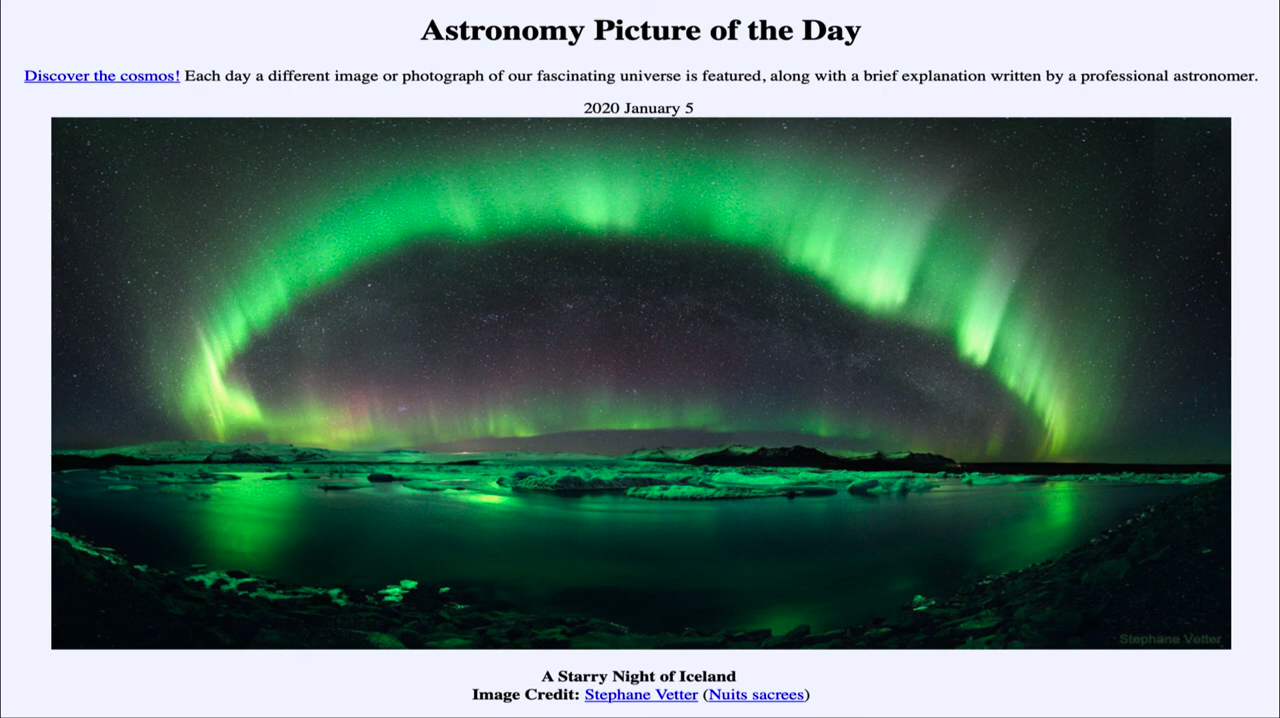 Astronomy Picture of the Day
Discover the cosmos! Each day a different image or photograph of our fascinating universe is featured, along with a brief explanation written by a professional astronomer.
2020 January 5
Stephane Vetter
A Starry Night of Iceland
Image Credit: Stephane Vetter (Nuits sacrees)